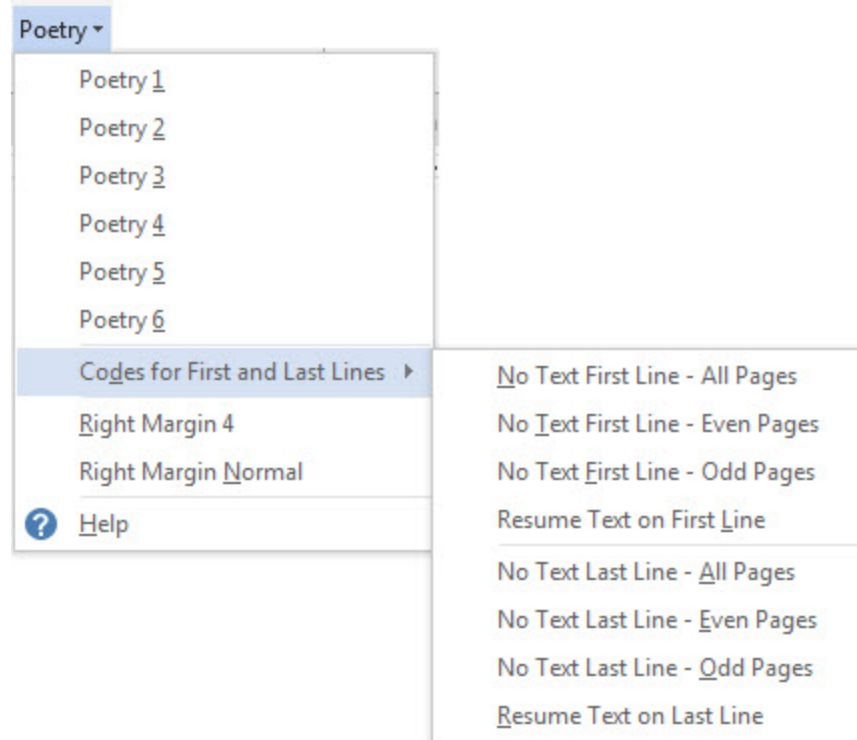 Poetry
Poetry 1
Poetry 2
Poetry 3
Poetry 4
Poetry 5
Poetry 6
Codes for First and Last Lines
Right Margin 4
Right Margin Normal
? Help
No Text First Line - All Pages
No Text First Line - Even Pages
No Text First Line - Odd Pages
Resume Text on First Line
No Text Last Line - All Pages
No Text Last Line - Even Pages
No Text Last Line - Odd Pages
Resume Text on Last Line